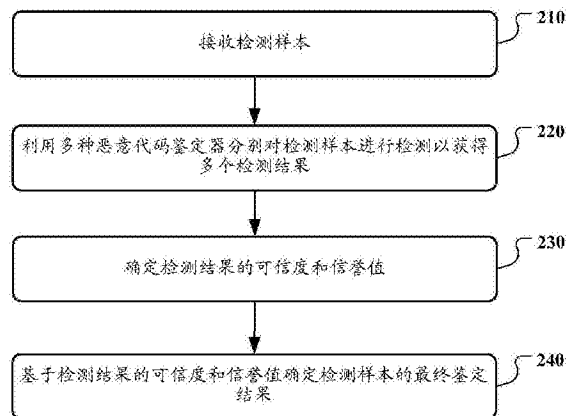 210
接收检测样本
220
利用多种恶意代码鉴定器分别对检测样本进行检测以获得
多个检测结果
230
确定检测结果的可信度和信誉值
240
基于检测结果的可信度和信誉值确定检测样本的最终鉴定
结果